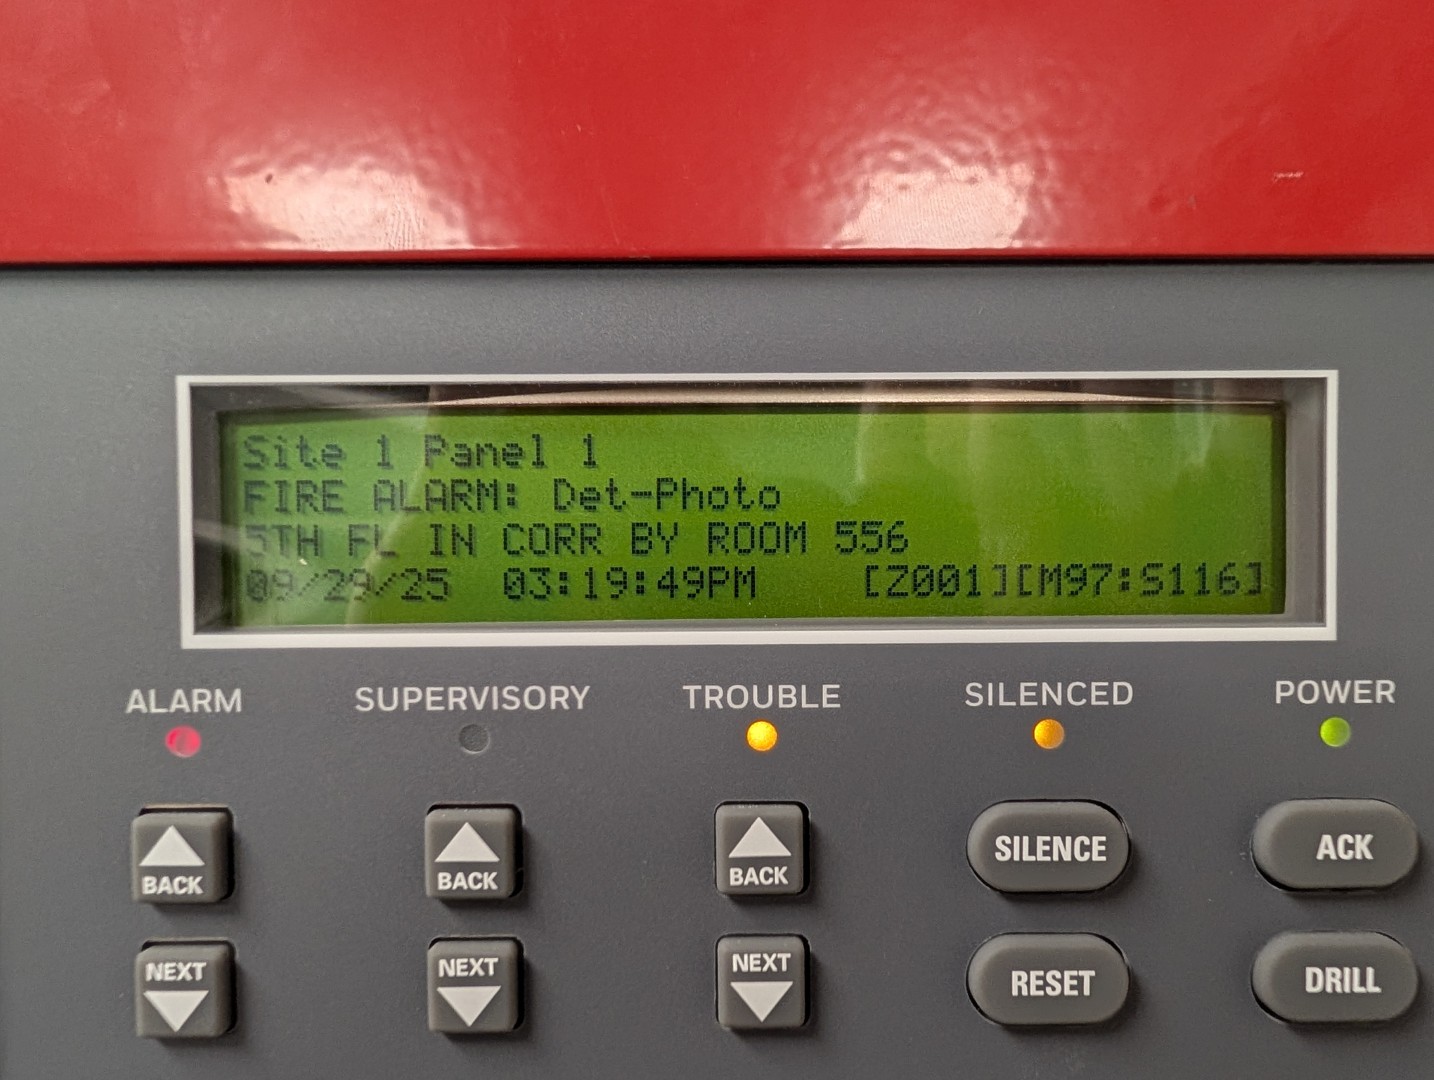 Site 1 Panel 1
FIRE ALARM: Det-Photo
5TH FL IN CORR BY ROOM 556
09/29/25 03:19:49PM [Z001][M97:S116]
ALARM SUPERVISORY TROUBLE SILENCED POWER
BACK BACK BACK SILENCE ACK
NEXT NEXT NEXT RESET DRILL